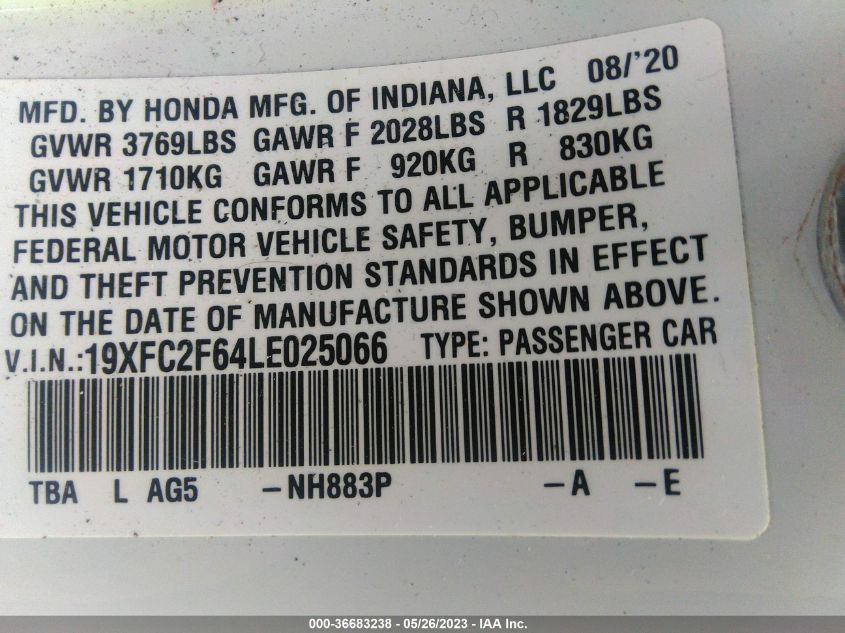 MFD. BY HONDA MFG. OF INDIANA, LLC 08/'20
GVWR 3769LBS GAWR F 2028LBS R 1829LBS
GVWR 1710KG GAWR F 920KG R 830KG
THIS VEHICLE CONFORMS TO ALL APPLICABLE
FEDERAL MOTOR VEHICLE SAFETY, BUMPER,
AND THEFT PREVENTION STANDARDS IN EFFECT
ON THE DATE OF MANUFACTURE SHOWN ABOVE.
V.I.N.:19XFC2F64LE025066 TYPE: PASSENGER CAR
TBA L AG5 -NH883P -A -E
000-36683238 - 05/26/2023 - IAA Inc.